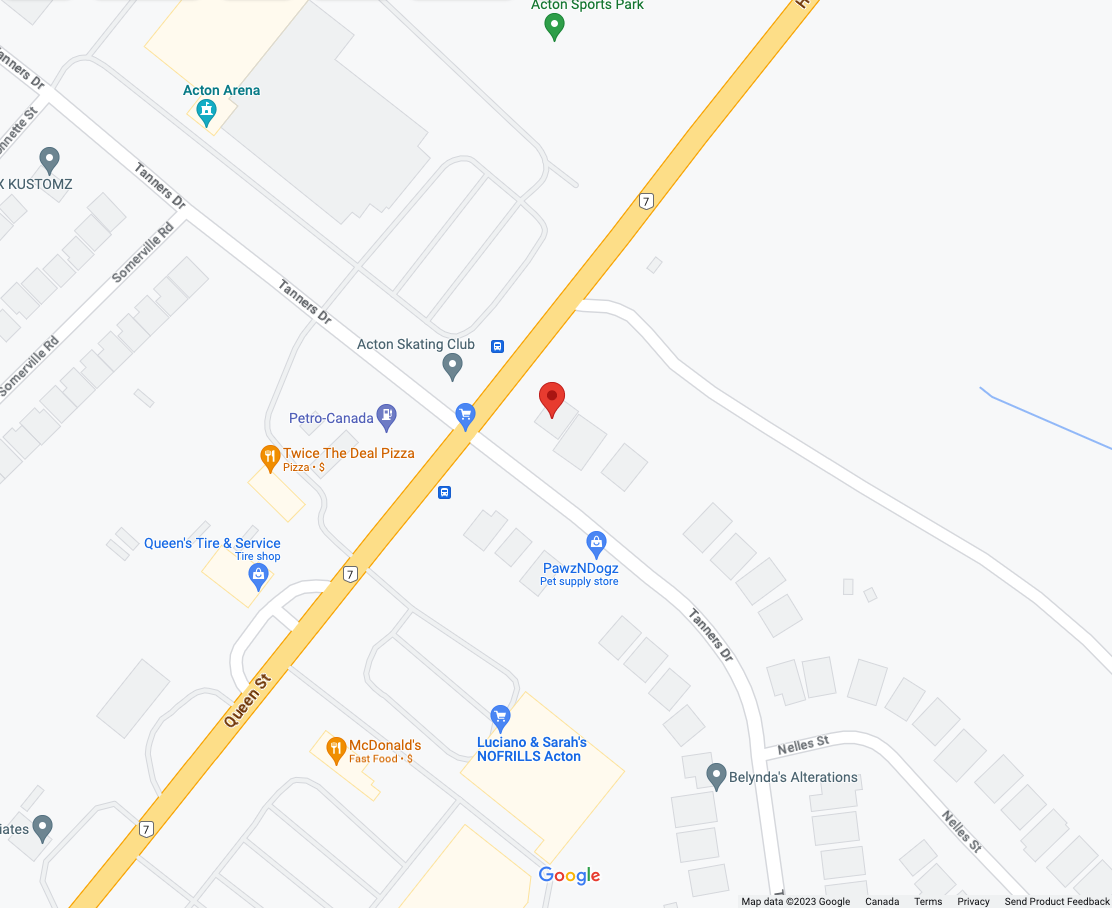 Acton Sports Park
Tanners Dr
Acton Arena
nnette St
X KUSTOMZ
Tanners Dr
7
Somerville Rd
Tanners Dr
Acton Skating Club
Somerville Rd
Petro-Canada
Twice The Deal Pizza
Pizza • $
Queen's Tire & Service
Tire shop
PawzNDogz
Pet supply store
7
Tanners Dr
Queen St
Luciano & Sarah's
NOFRILLS Acton
McDonald's
Fast Food • $
Nelles St
Belynda's Alterations
7
iates
Nelles St
Google
Map data ©2023 Google Canada Terms Privacy Send Product Feedback